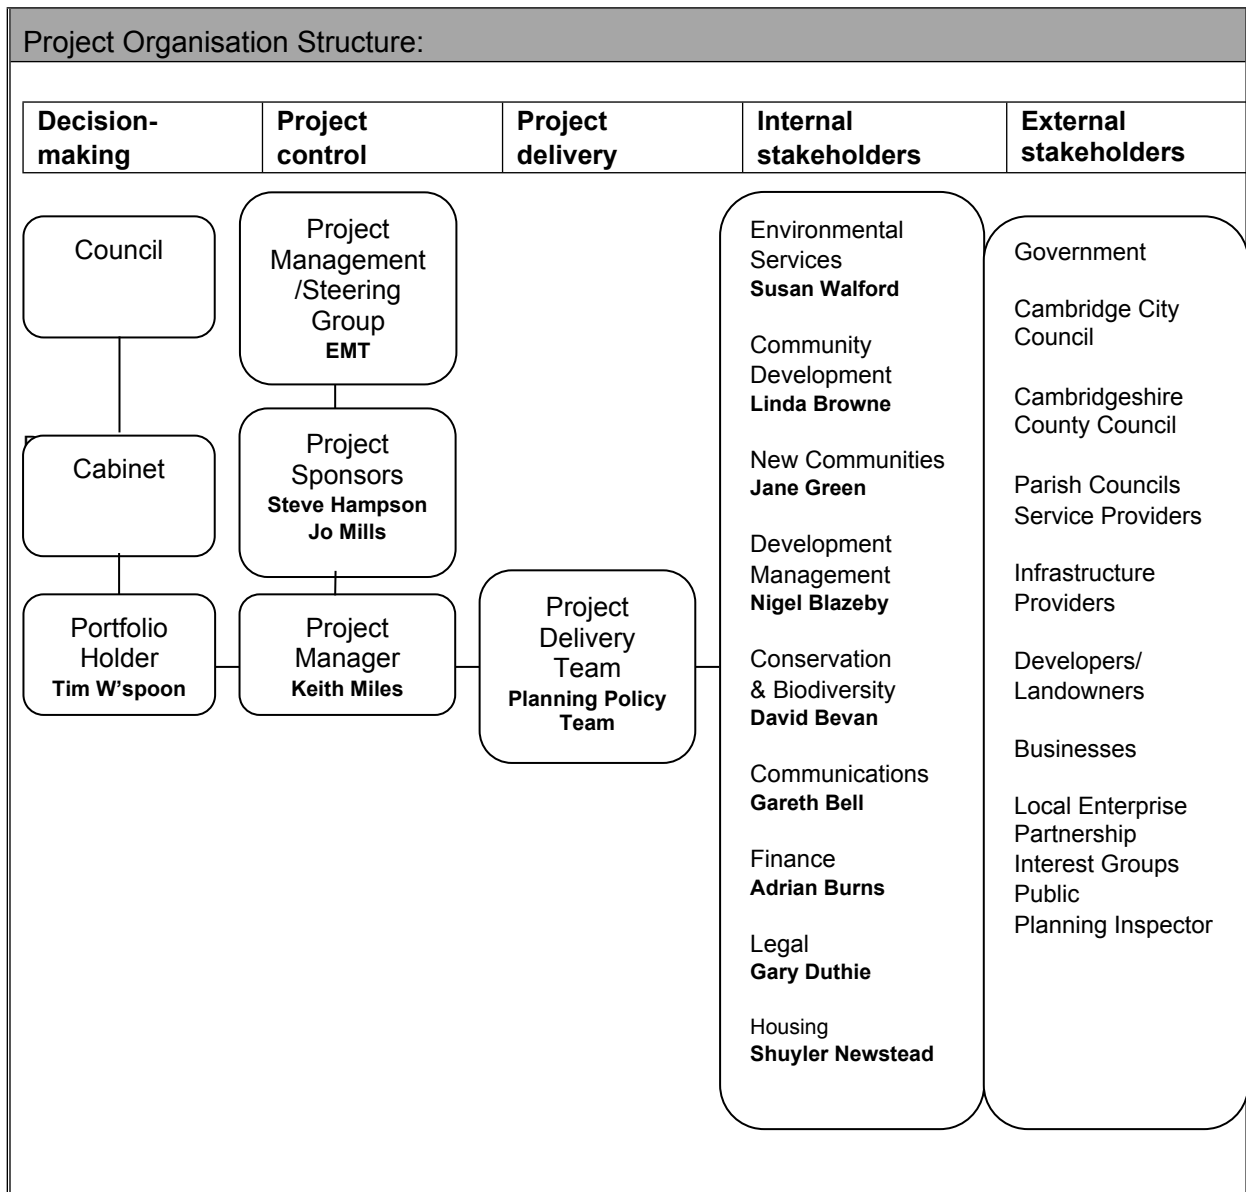 Project Organisation Structure:
Decision-
making
Project
control
Project
delivery
Internal
stakeholders
External
stakeholders
Council
Cabinet
Portfolio
Holder
Tim W'spoon
Project
Management
/Steering
Group
EMT
Project
Sponsors
Steve Hampson
Jo Mills
Project
Manager
Keith Miles
Project
Delivery
Team
Planning Policy
Team
Environmental
Services
Susan Walford
Community
Development
Linda Browne
New Communities
Jane Green
Development
Management
Nigel Blazeby
Conservation
& Biodiversity
David Bevan
Communications
Gareth Bell
Finance
Adrian Burns
Legal
Gary Duthie
Housing
Shuyler Newstead
Government
Cambridge City
Council
Cambridgeshire
County Council
Parish Councils
Service Providers
Infrastructure
Providers
Developers/
Landowners
Businesses
Local Enterprise
Partnership
Interest Groups
Public
Planning Inspector